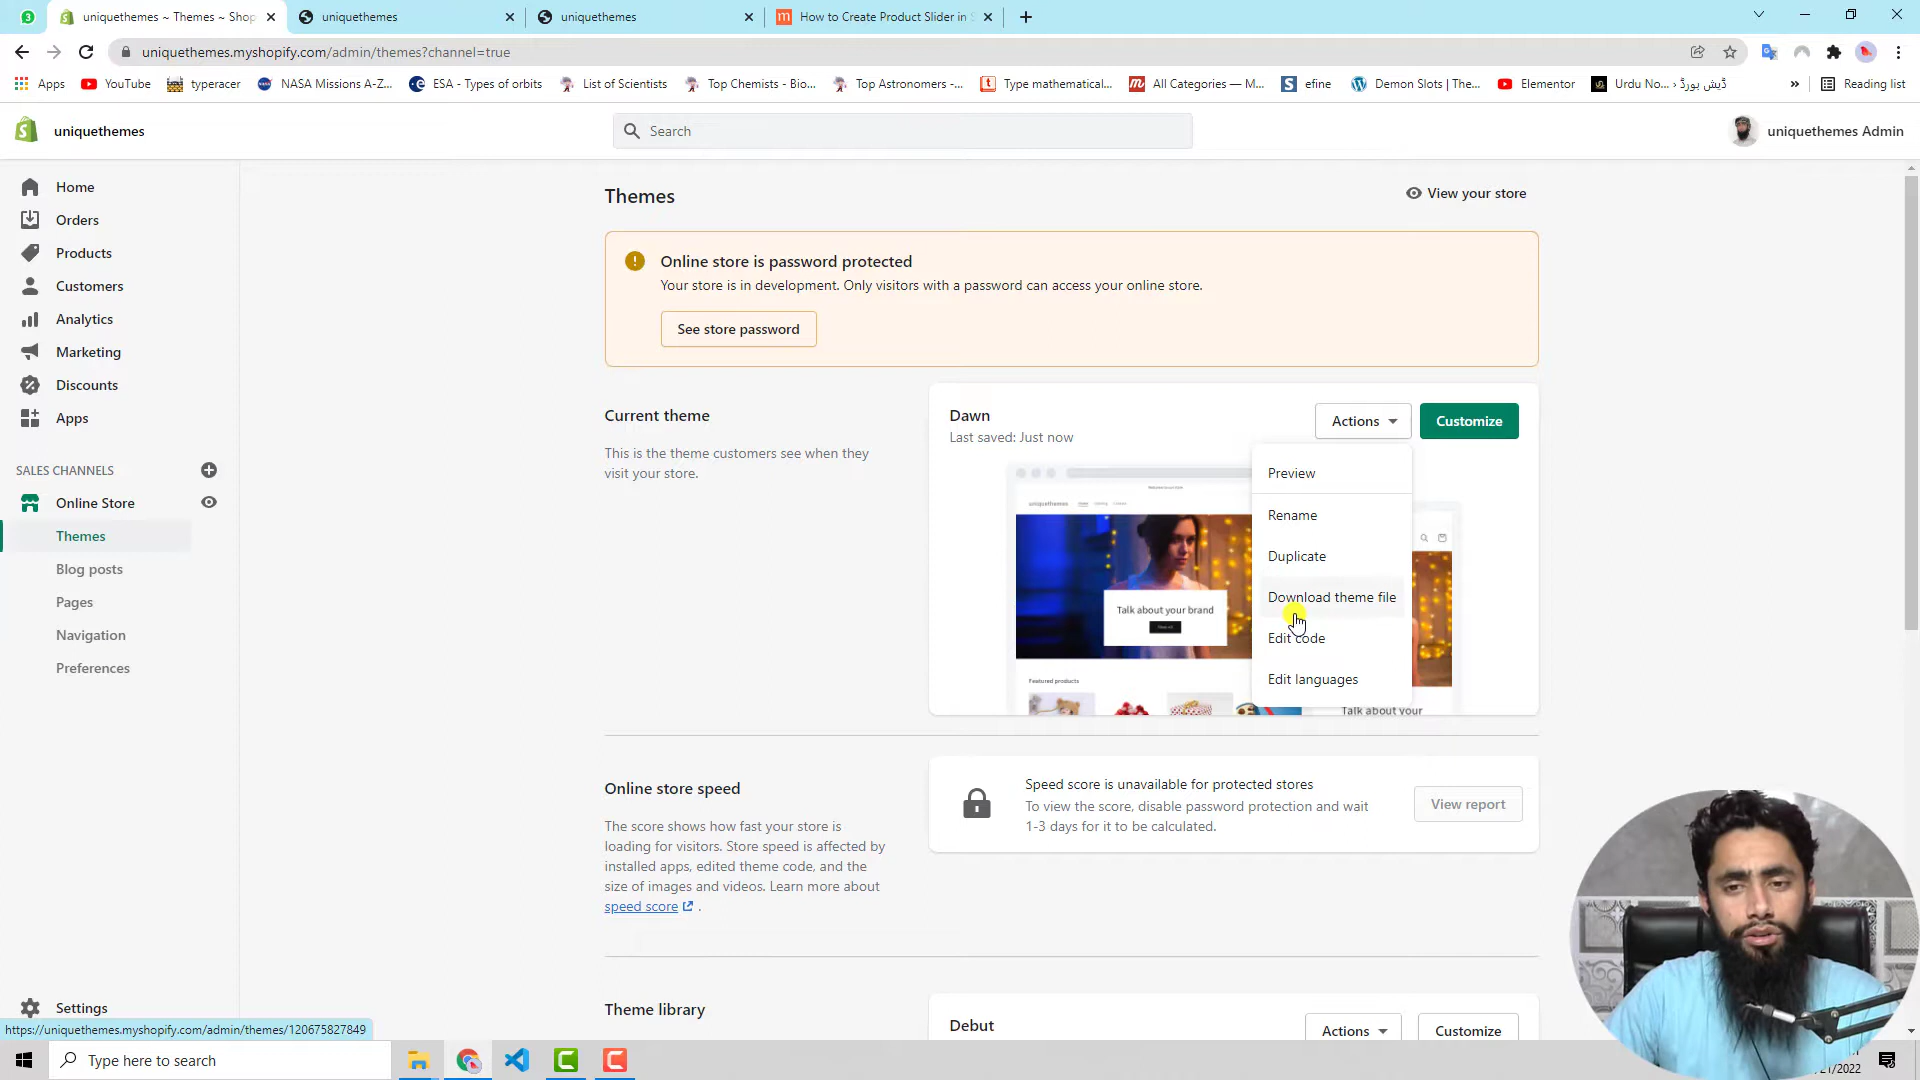 uniquethemes ~ Themes ~ Shop
uniquethemes
uniquethemes
How to Create Product Slider in S
uniquethemes.myshopify.com/admin/themes?channel=true
Apps
YouTube
typeracer
NASA Missions A-Z...
ESA - Types of orbits
List of Scientists
Top Chemists - Bio...
Top Astronomers -...
Type mathematical...
All Categories — M...
efine
Demon Slots | The...
Elementor
Urdu No... › ڈیش بورڈ
»
Reading list
uniquethemes
Search
uniquethemes Admin
Home
Orders
Products
Customers
Analytics
Marketing
Discounts
Apps
SALES CHANNELS
Online Store
Themes
Blog posts
Pages
Navigation
Preferences
Settings
Themes
View your store
Online store is password protected
Your store is in development. Only visitors with a password can access your online store.
See store password
Current theme
This is the theme customers see when they
visit your store.
Dawn
Last saved: Just now
Actions
Customize
Preview
Rename
Duplicate
Download theme file
Edit code
Edit languages
uniquethemes
Talk about your brand
Featured products
Talk about your
Online store speed
The score shows how fast your store is
loading for visitors. Store speed is affected by
installed apps, edited theme code, and the
size of images and videos. Learn more about
speed score .
Speed score is unavailable for protected stores
To view the score, disable password protection and wait
1-3 days for it to be calculated.
View report
Theme library
Debut
Actions
Customize
https://uniquethemes.myshopify.com/admin/themes/120675827849
Type here to search
21/2022